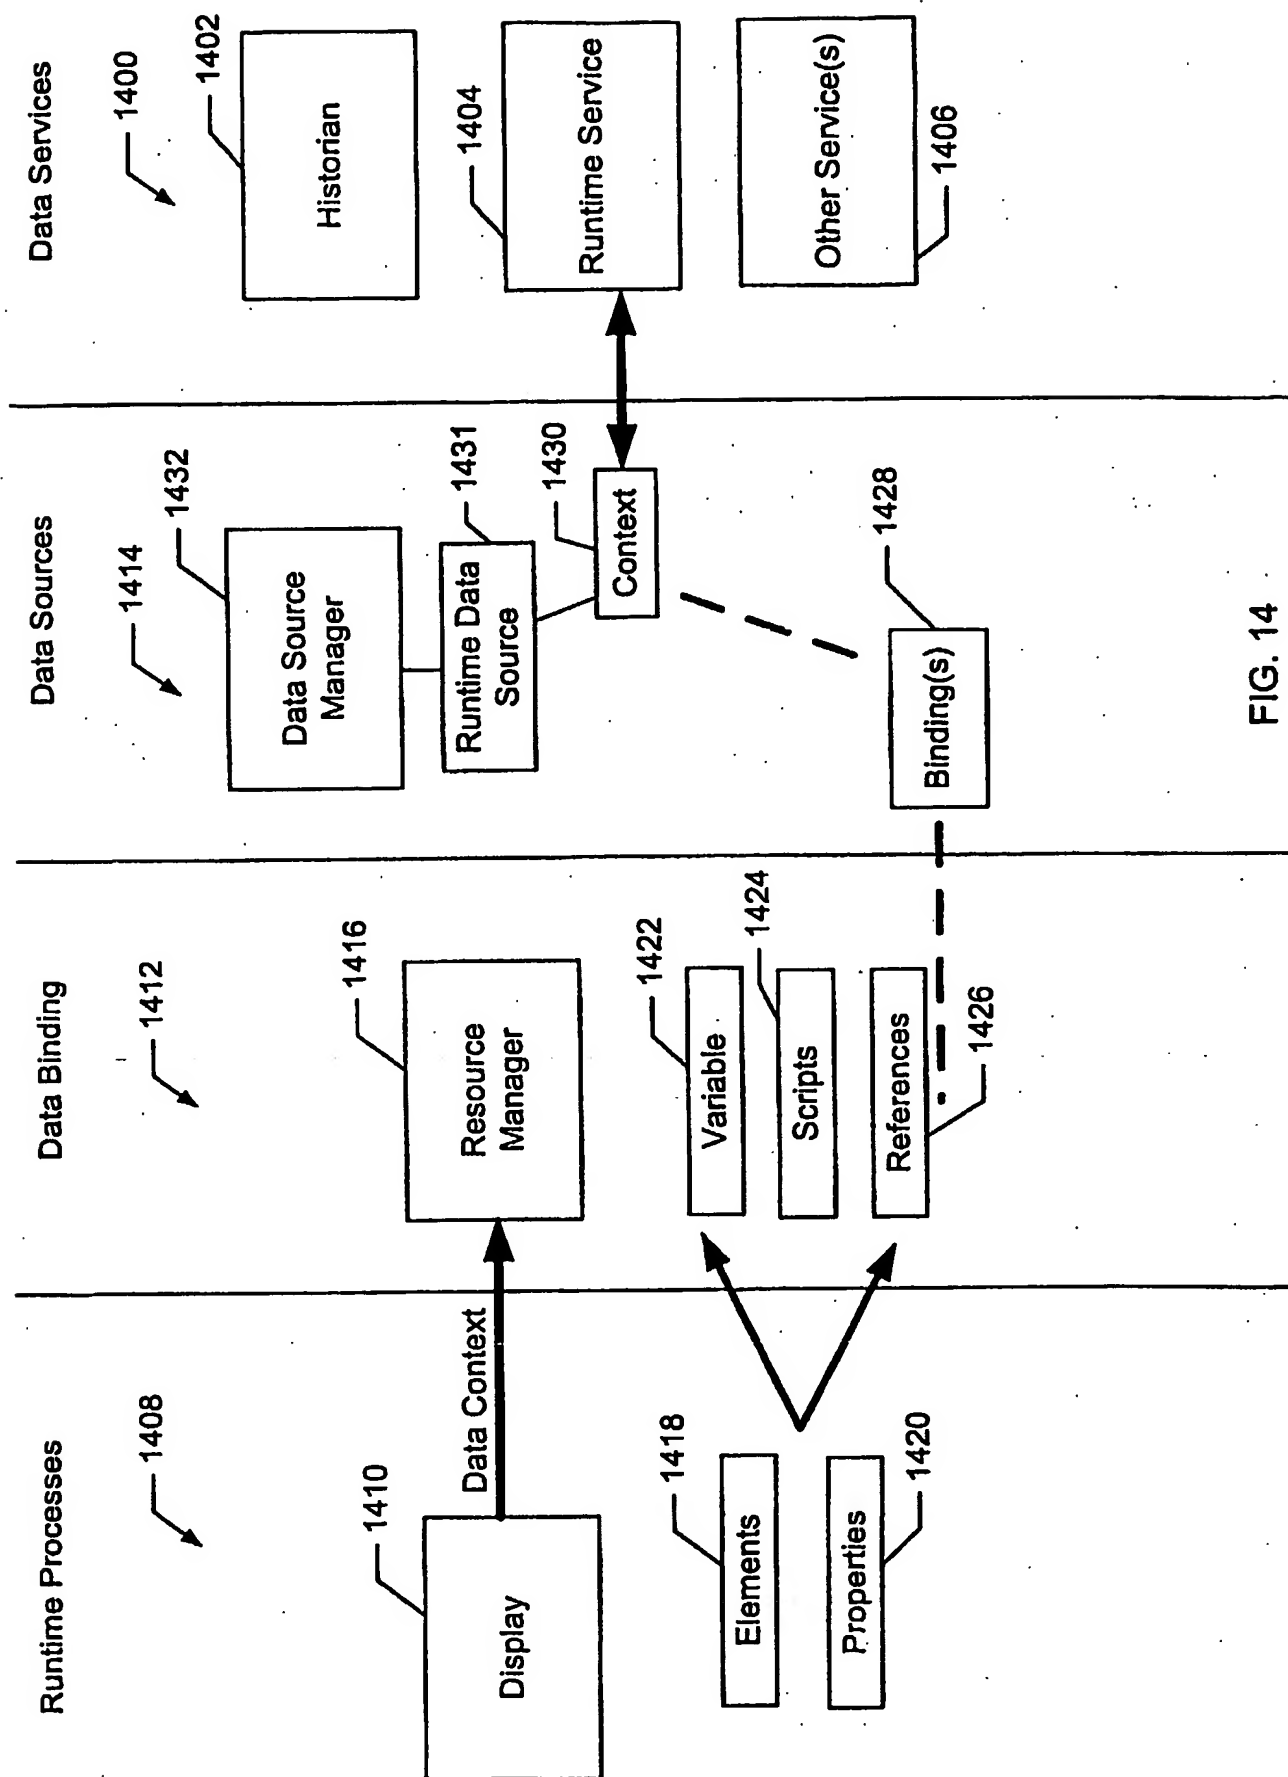 Runtime Processes
Data Binding
Data Sources
Data Services
1408
1412
1414
1400
1410
Display
Data Context
1416
Resource
Manager
1432
Data Source
Manager
1431
Runtime Data
Source
1430
Context
1402
Historian
1404
Runtime Service
Other Service(s)
1406
1418
Elements
Properties
1420
1422
Variable
1424
Scripts
References
1426
1428
Binding(s)
FIG. 14